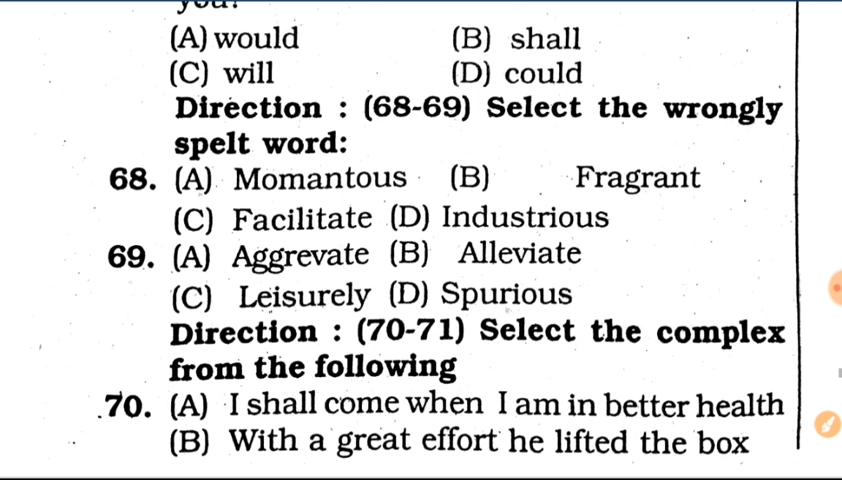 (A) would (B) shall
(C) will (D) could
Direction : (68-69) Select the wrongly
spelt word:
68. (A) Momantous (B) Fragrant
(C) Facilitate (D) Industrious
69. (A) Aggrevate (B) Alleviate
(C) Leisurely (D) Spurious
Direction : (70-71) Select the complex
from the following
70. (A) I shall come when I am in better health
(B) With a great effort he lifted the box